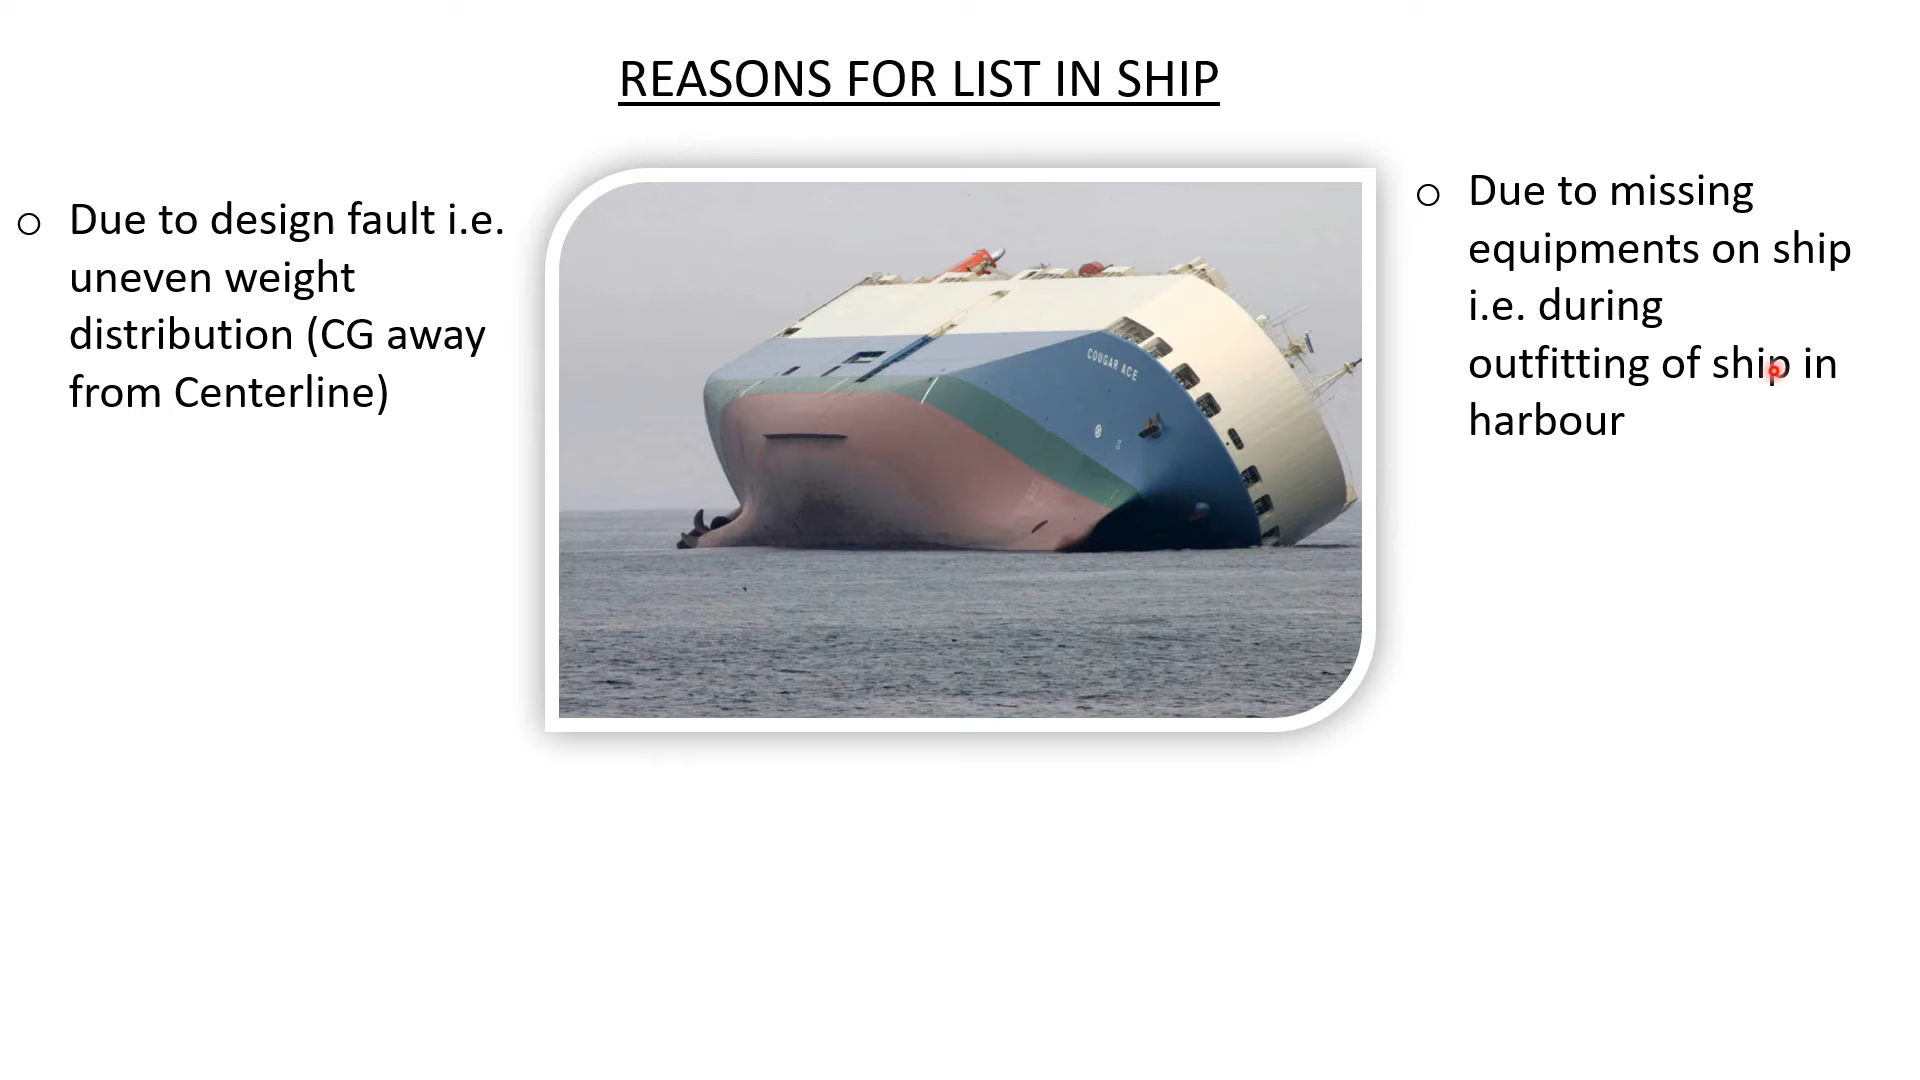 REASONS FOR LIST IN SHIP
○ Due to design fault i.e.
uneven weight
distribution (CG away
from Centerline)
COUGAR ACE
○ Due to missing
equipments on ship
i.e. during
outfitting of ship in
harbour